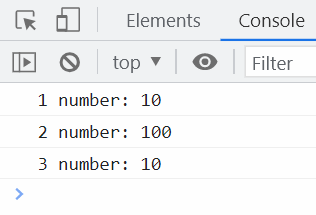 Elements Console
top Filter
1 number: 10
2 number: 100
3 number: 10